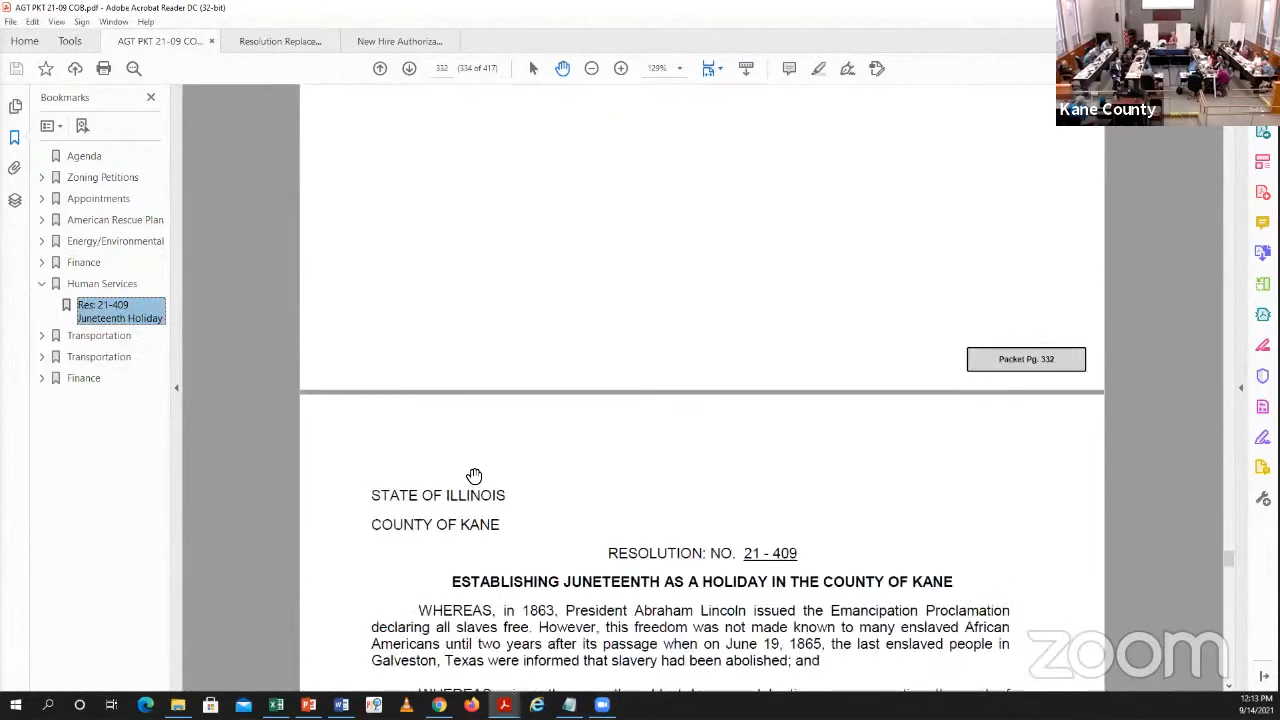 AGT PKT 21-09 COB.pdf - Adobe Acrobat Reader DC (32-bit)
File Edit View Sign Window Help
Home Tools AGT PKT 21-09 CO... × Resolution Replace... New Hire Authoriza...
332 (334 of 417) 129%
Kane County
Bookmarks
Agenda
Zoning Petitions
Appointments
American Rescue Plan
Energy/Environmental
Finance
Human Services
Res: 21-409
Juneteenth Holiday
Transportation
Transportation
Finance
Packet Pg. 332
STATE OF ILLINOIS
COUNTY OF KANE
RESOLUTION: NO. 21 - 409
ESTABLISHING JUNETEENTH AS A HOLIDAY IN THE COUNTY OF KANE
WHEREAS, in 1863, President Abraham Lincoln issued the Emancipation Proclamation
declaring all slaves free. However, this freedom was not made known to many enslaved African
Americans until two years after its passage when on June 19, 1865, the last enslaved people in
Galveston, Texas were informed that slavery had been abolished; and
zoom
12:13 PM
9/14/2021